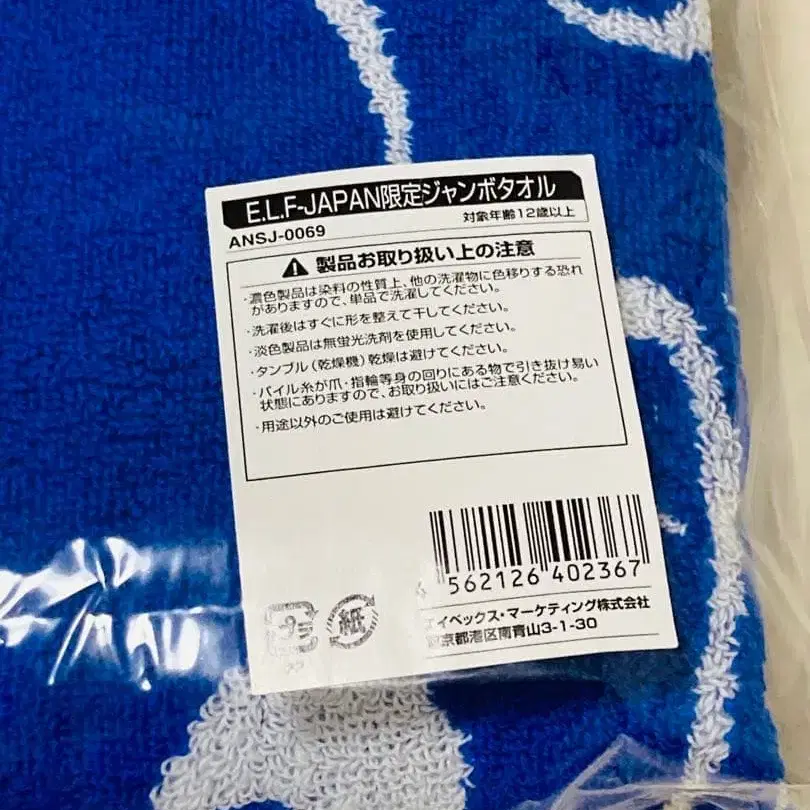 E.L.F-JAPAN限定ジャンボタオル
ANSJ-0069
対象年齢12歳以上
製品お取り扱い上の注意
・濃色製品は染料の性質上、他の洗濯物に色移りする恐れ
がありますので、単品で洗濯してください。
・洗濯後はすぐに形を整えて干してください。
・淡色製品は無蛍光洗剤を使用してください。
・タンブル(乾燥機)乾燥は避けてください。
・パイル糸が爪・指輪等身の回りにある物で引き抜け易い
状態にありますので、お取り扱いにはご注意ください。
・用途以外のご使用は避けてください。
4 562126 402367
プラ
紙
エイベックス・マーケティング株式会社
東京都港区南青山3-1-30